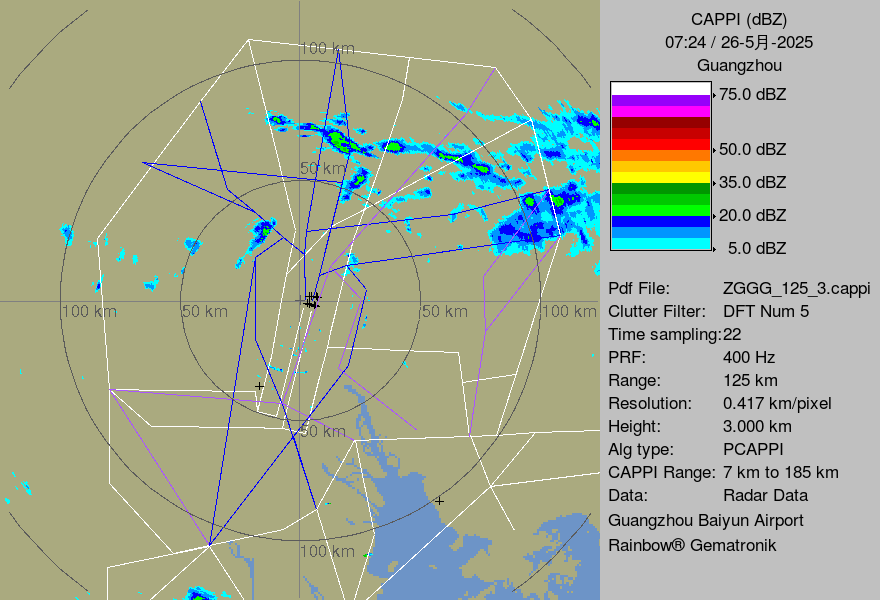 CAPPI (dBZ)
07:24 / 26-5月-2025
Guangzhou
75.0 dBZ
50.0 dBZ
35.0 dBZ
20.0 dBZ
5.0 dBZ
Pdf File: ZGGG_125_3.cappi
Clutter Filter: DFT Num 5
Time sampling:22
PRF: 400 Hz
Range: 125 km
Resolution: 0.417 km/pixel
Height: 3.000 km
Alg type: PCAPPI
CAPPI Range: 7 km to 185 km
Data: Radar Data
Guangzhou Baiyun Airport
Rainbow® Gematronik
100 km
50 km
100 km
50 km
50 km
100 km
50 km
100 km